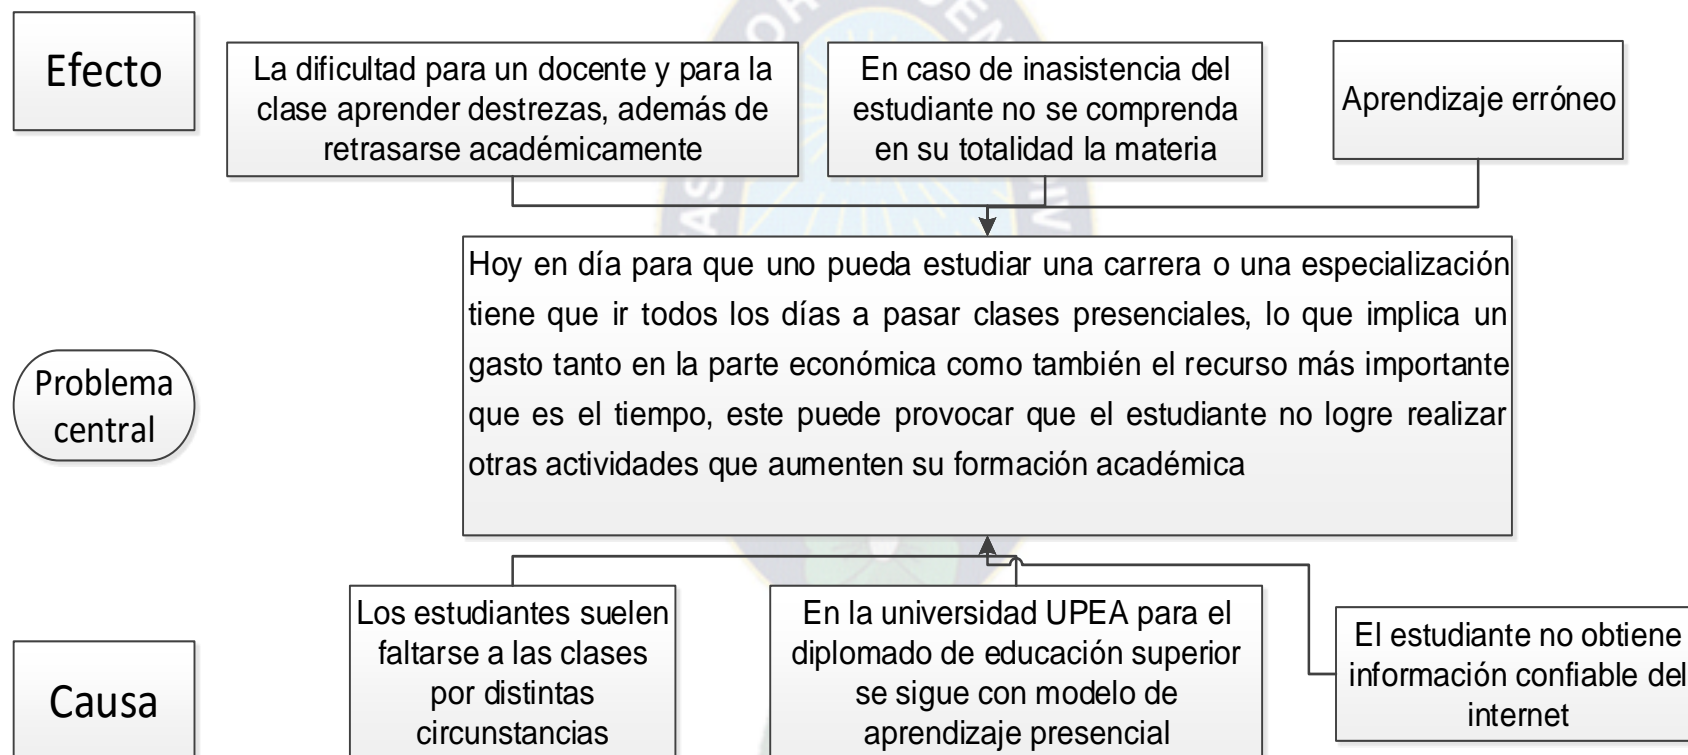 Efecto
La dificultad para un docente y para la
clase aprender destrezas, además de
retrasarse académicamente
En caso de inasistencia del
estudiante no se comprenda
en su totalidad la materia
Aprendizaje erróneo
Problema
central
Hoy en día para que uno pueda estudiar una carrera o una especialización
tiene que ir todos los días a pasar clases presenciales, lo que implica un
gasto tanto en la parte económica como también el recurso más importante
que es el tiempo, este puede provocar que el estudiante no logre realizar
otras actividades que aumenten su formación académica
Causa
Los estudiantes suelen
faltarse a las clases
por distintas
circunstancias
En la universidad UPEA para el
diplomado de educación superior
se sigue con modelo de
aprendizaje presencial
El estudiante no obtiene
información confiable del
internet